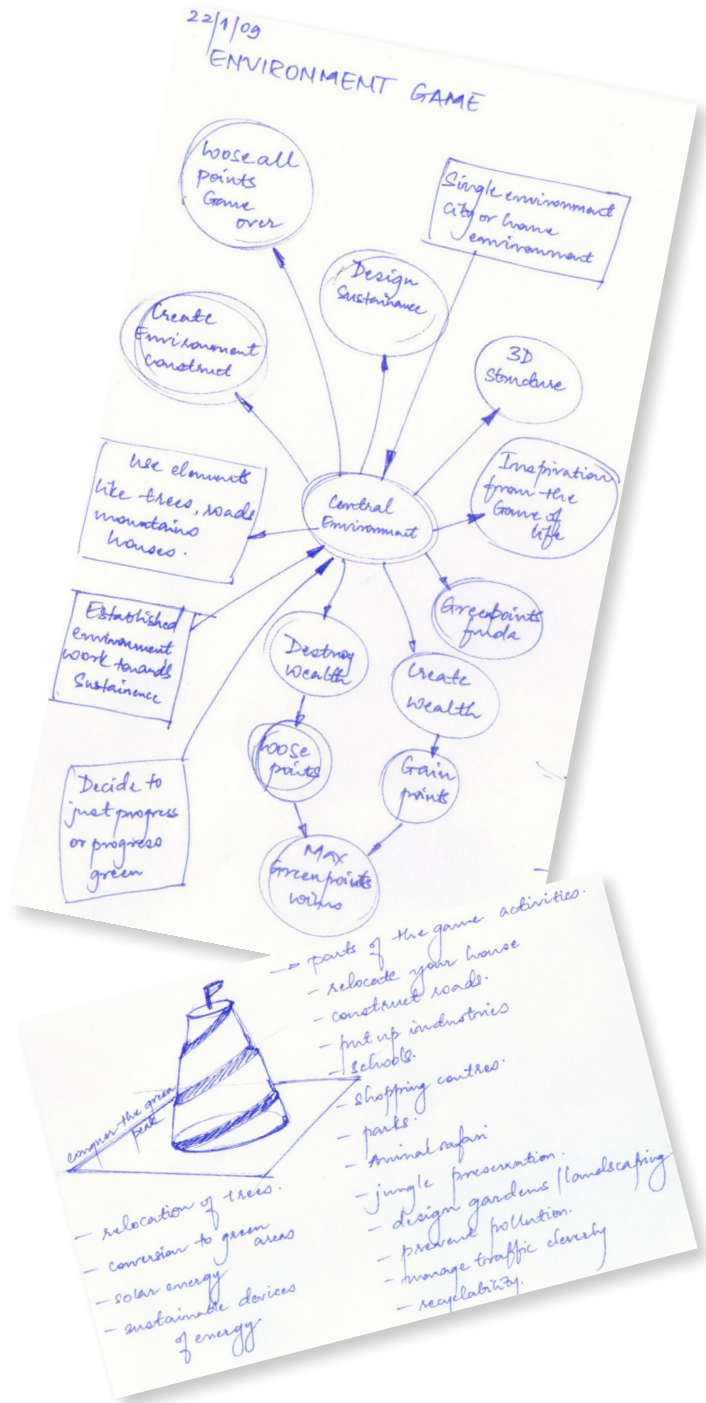 22/1/09
ENVIRONMENT GAME
Loose all
points
Game
over
Single environment
City or home
environment
Design
Sustainance
Create
Environment
construct
3D
Structure
Use elements
like trees, roads
mountains
houses.
Central
Environment
Inspiration
from the
Game of
life
Established
environment
work towards
Sustainence
Destroy
wealth
Greenpoints
funda
Create
wealth
Loose
points
Gain
points
Decide to
just progress
or progress
green
Max
Greenpoints
wins
→ parts of the game activities.
- relocate your house
- construct roads.
- put up industries
- schools.
- shopping centres.
- parks.
- Animal safari
- jungle preservation.
- design gardens / landscaping
- prevent pollution.
- manage traffic cleverly
- recyclability.
conquer the green
peak
- relocation of trees.
- conversion to green
areas
- solar energy
- sustainable devices
of energy